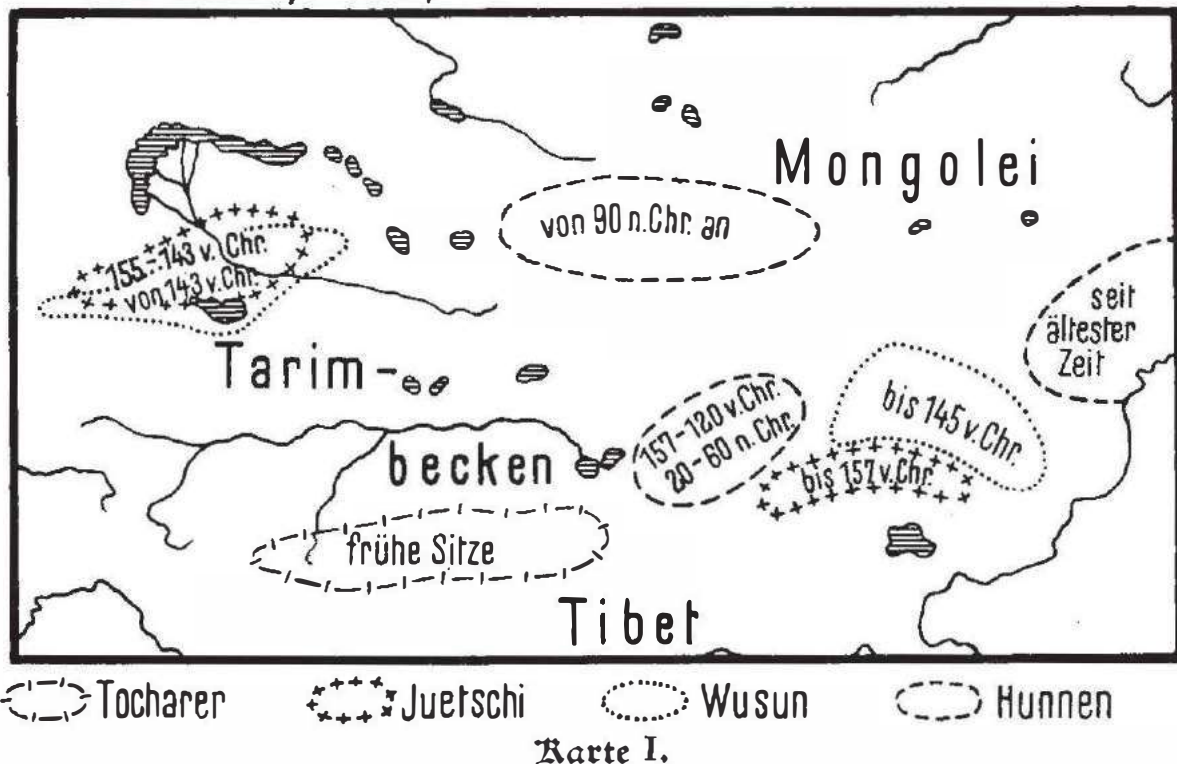 Mongolei
von 90 n.Chr. an
155.-143 v. Chr.
von 143 v. Chr.
seit
ältester
Zeit
Tarim-
becken
157-120 v. Chr.
20-60 n. Chr.
bis 145 v. Chr.
bis 157 v. Chr.
frühe Sitze
Tibet
Tocharer
Juetschi
Wusun
Hunnen
Karte I.